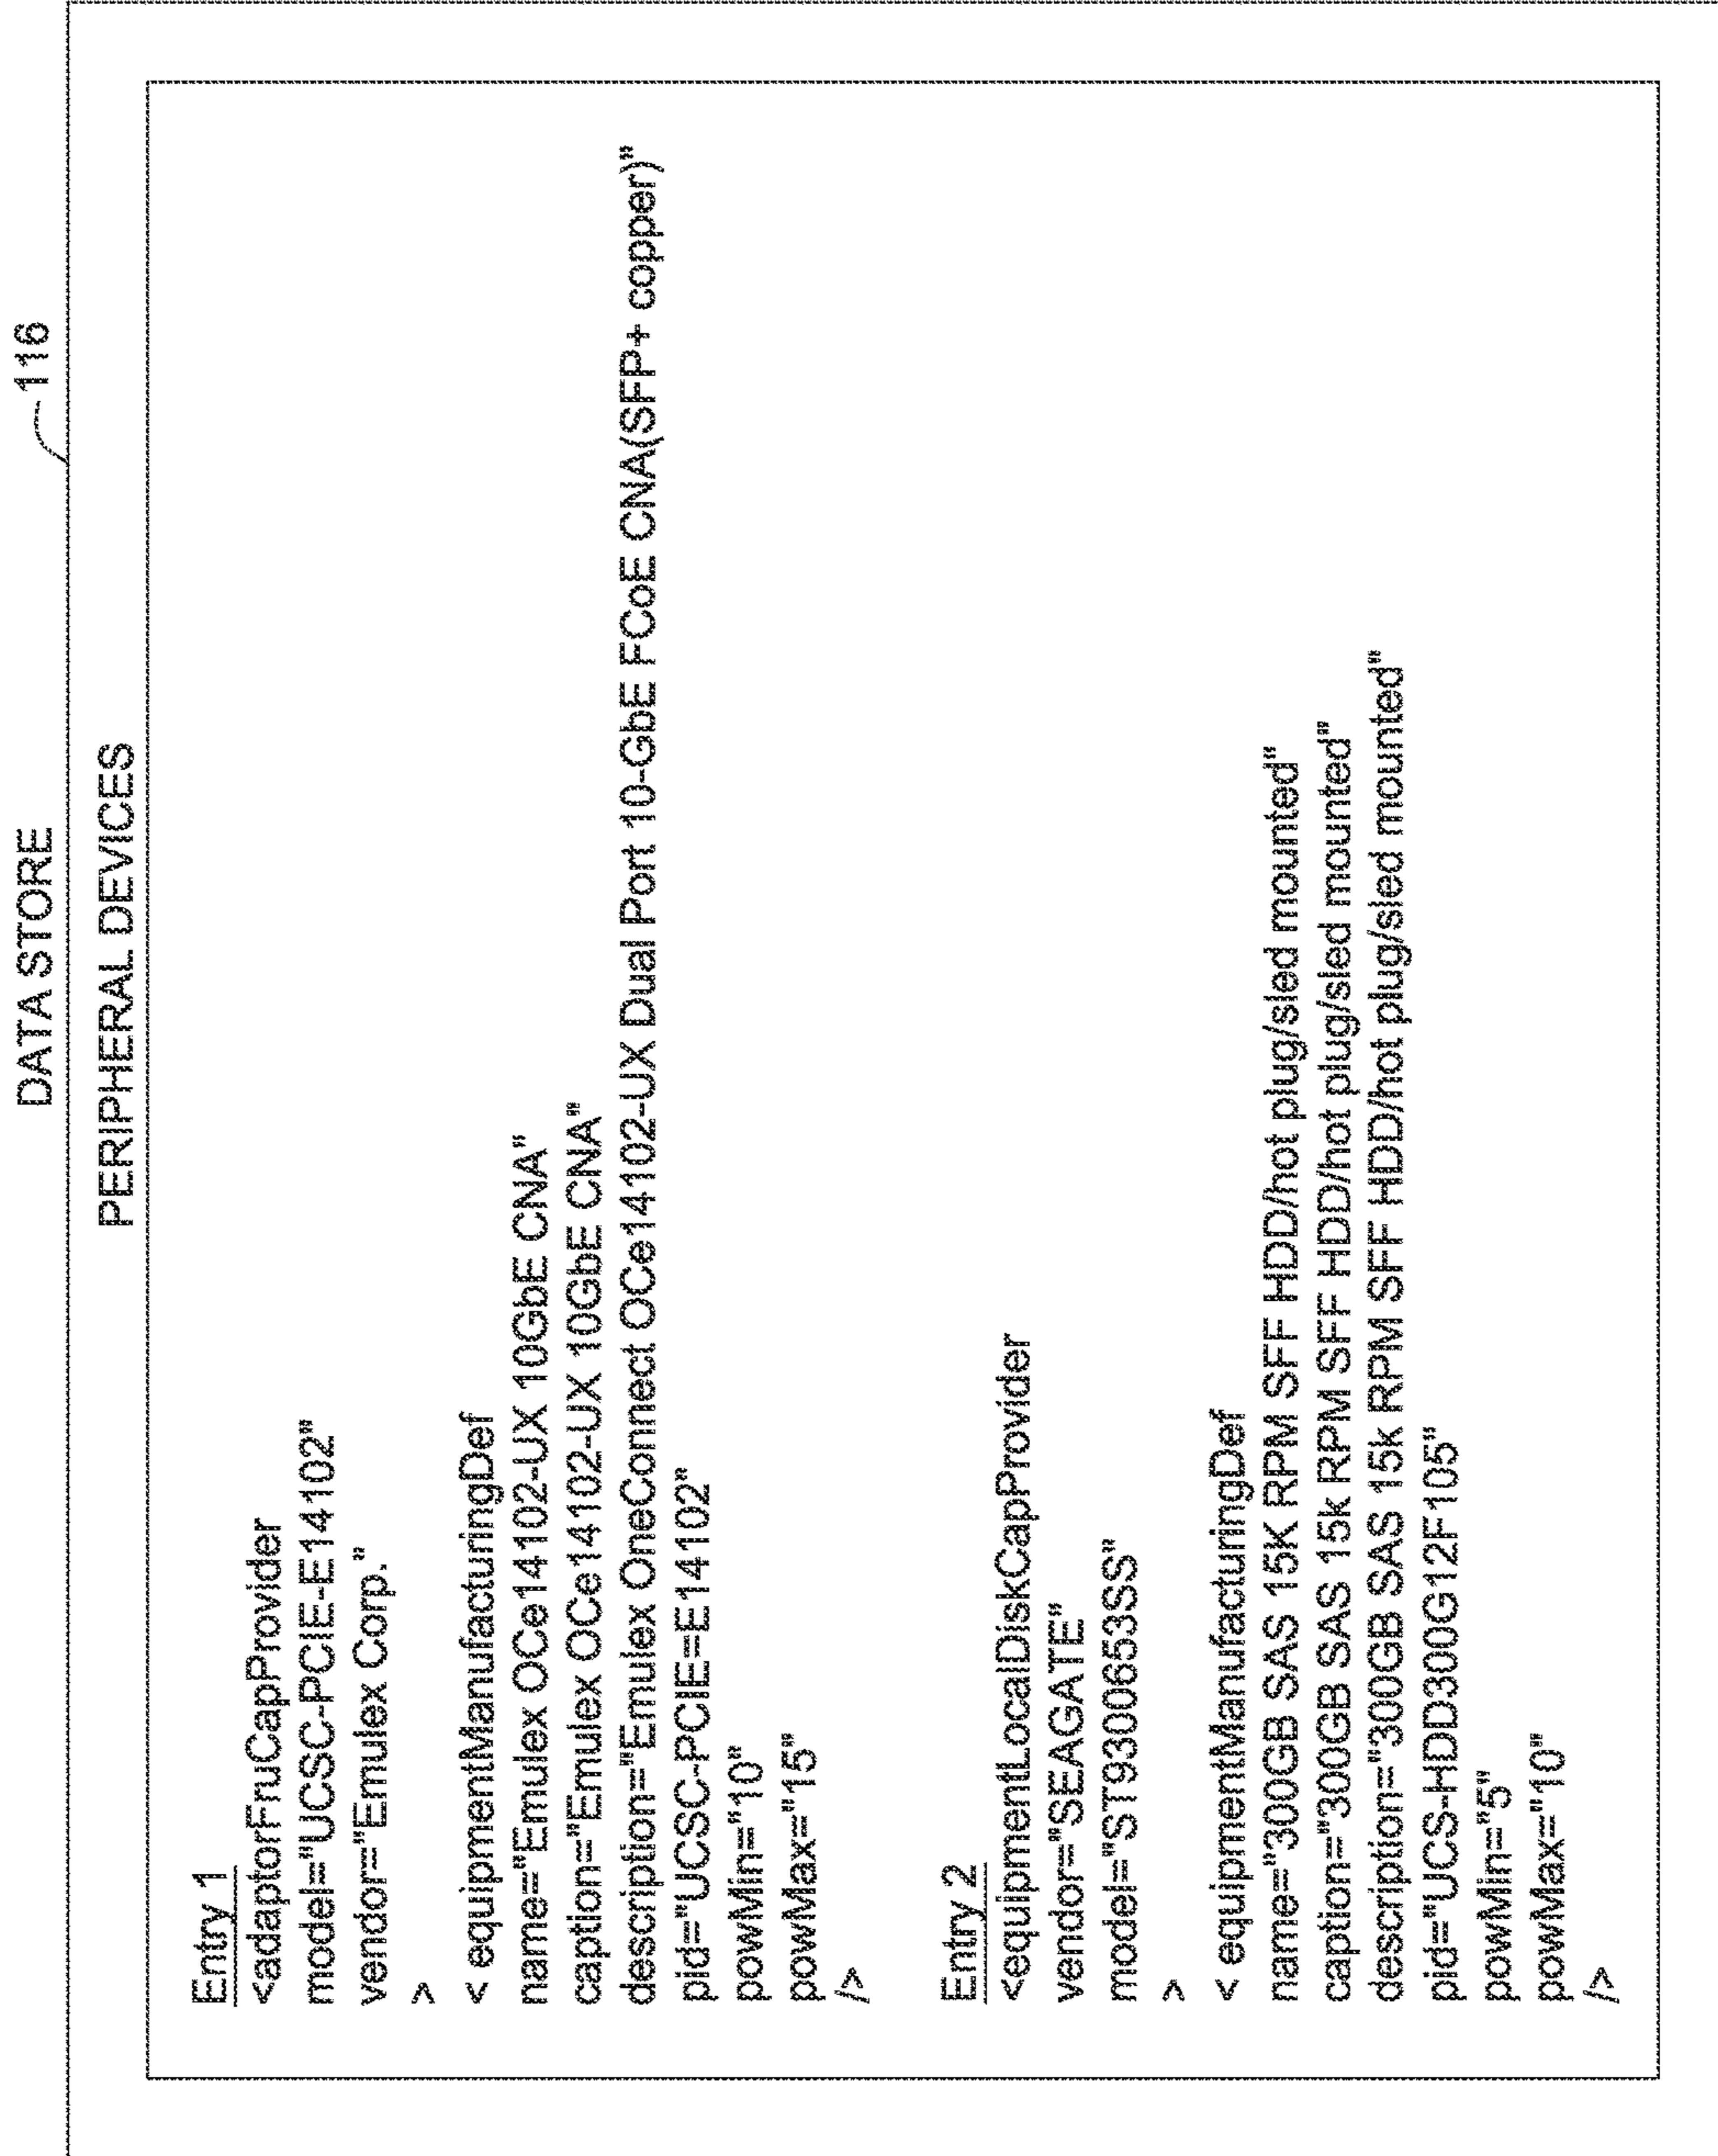 DATA STORE
116
PERIPHERAL DEVICES
Entry 1
<adaptorFruCapProvider
model="UCSC-PCIE-E14102"
vendor="Emulex Corp."
>
< equipmentManufacturingDef
name="Emulex OCe14102-UX 10GbE CNA"
caption="Emulex OCe14102-UX 10GbE CNA"
description="Emulex OneConnect OCe14102-UX Dual Port 10-GbE FCoE CNA(SFP+ copper)"
pid="UCSC-PCIE=E14102"
powMin="10"
powMax="15"
/>
Entry 2
<equipmentLocalDiskCapProvider
vendor="SEAGATE"
model="ST9300653SS"
>
< equipmentManufacturingDef
name="300GB SAS 15K RPM SFF HDD/hot plug/sled mounted"
caption="300GB SAS 15k RPM SFF HDD/hot plug/sled mounted"
description="300GB SAS 15k RPM SFF HDD/hot plug/sled mounted"
pid="UCS-HDD300G12F105"
powMin="5"
powMax="10"
/>